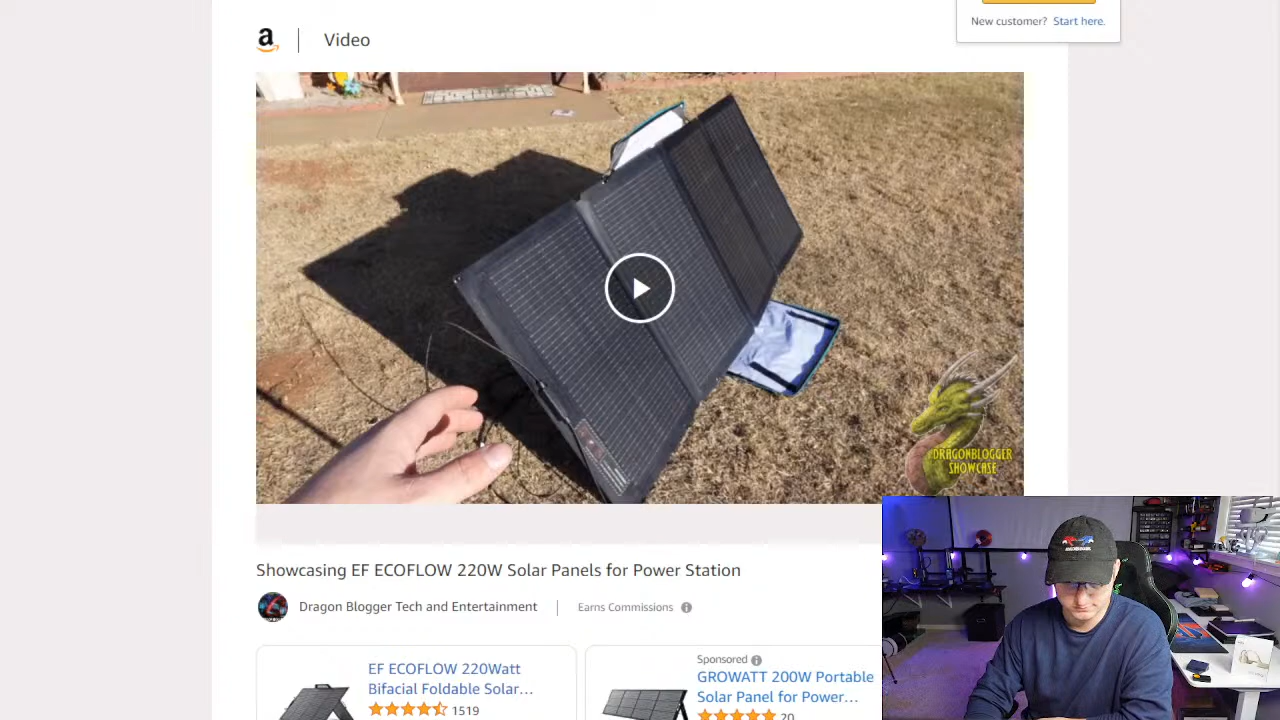 New customer? Start here.
a
Video
DRAGONBLOGGER
SHOWCASE
Showcasing EF ECOFLOW 220W Solar Panels for Power Station
Dragon Blogger Tech and Entertainment
Earns Commissions
EF ECOFLOW 220Watt
Bifacial Foldable Solar...
1519
Sponsored
GROWATT 200W Portable
Solar Panel for Power...
20